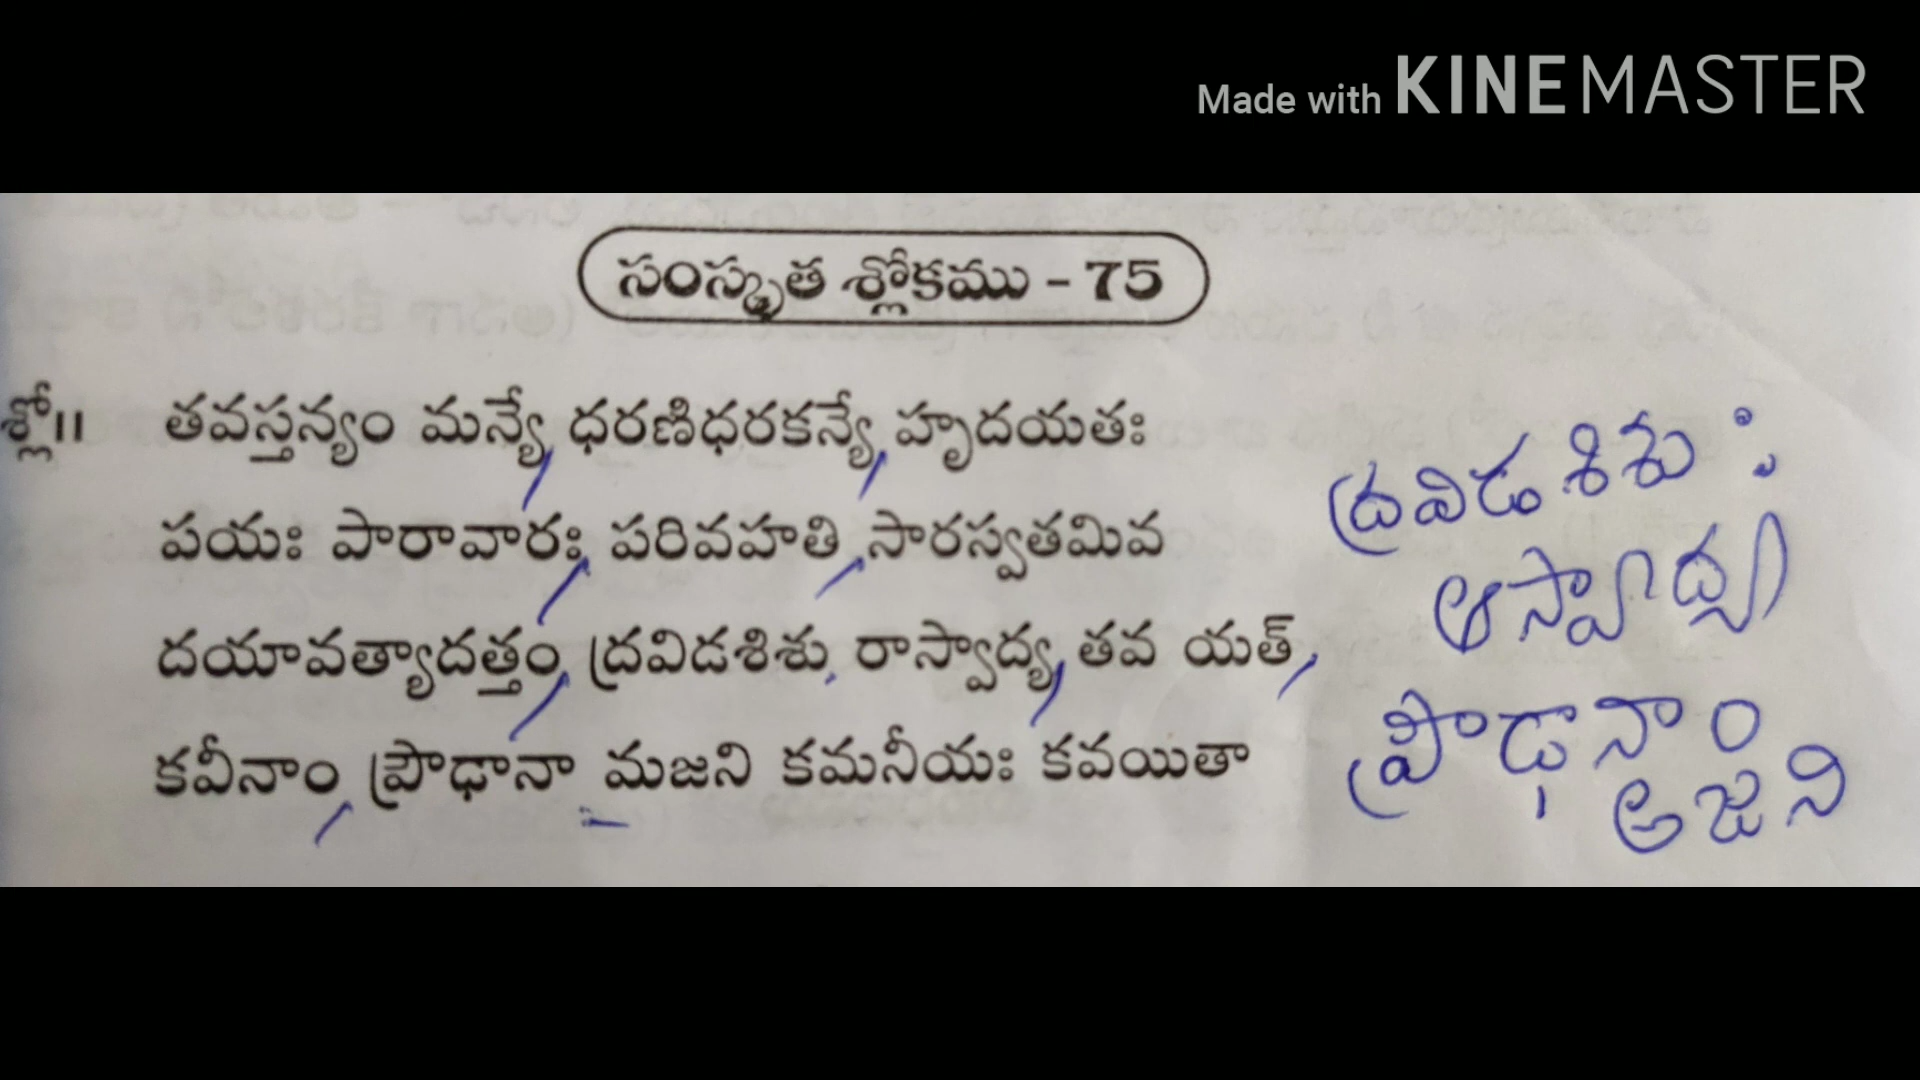 Made with KINEMASTER
సంస్కృత శ్లోకము - 75
శ్లో॥ తవస్తన్యం మన్యే, ధరణిధరకన్యే, హృదయతః
పయః పారావారః, పరివహతి, సారస్వతమివ
దయావత్యాదత్తం, ద్రవిడశిశు, రాస్వాద్య, తవ యత్,
కవీనాం, ప్రౌఢానా మజని కమనీయః కవయితా
ద్రవిడ శిశు :
ఆస్వాద్య
ప్రౌఢానాం
అజని